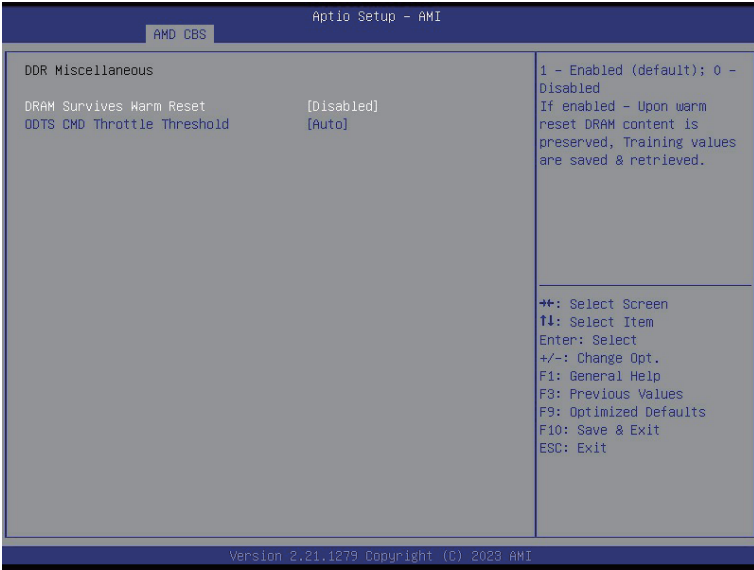 Aptio Setup – AMI
AMD CBS
DDR Miscellaneous
DRAM Survives Warm Reset [Disabled]
ODTS CMD Throttle Threshold [Auto]
1 – Enabled (default); 0 –
Disabled
If enabled – Upon warm
reset DRAM content is
preserved, Training values
are saved & retrieved.
→←: Select Screen
↑↓: Select Item
Enter: Select
+/-: Change Opt.
F1: General Help
F3: Previous Values
F9: Optimized Defaults
F10: Save & Exit
ESC: Exit
Version 2.21.1279 Copyright (C) 2023 AMI